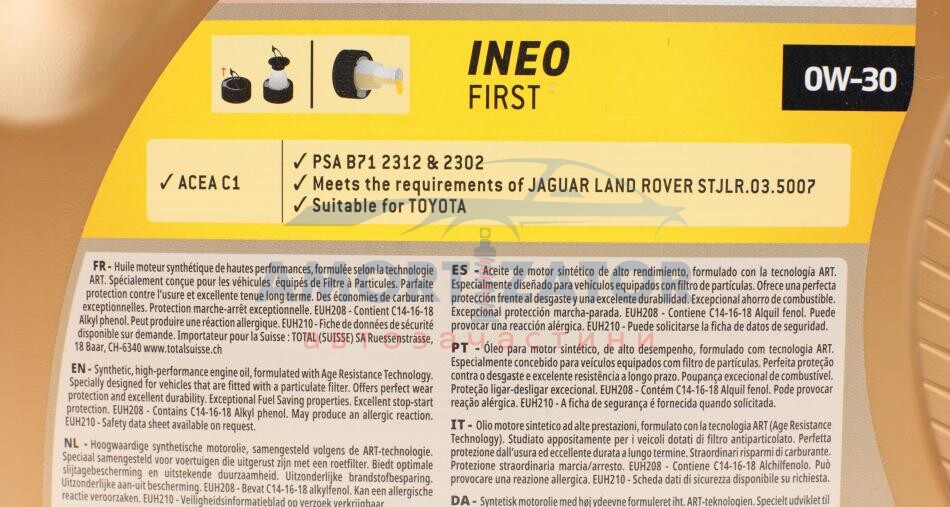 INEO
FIRST
0W-30
✓ ACEA C1
✓ PSA B71 2312 & 2302
✓ Meets the requirements of JAGUAR LAND ROVER STJLR.03.5007
✓ Suitable for TOYOTA
AMORTIZATOR
автозапчастини
FR - Huile moteur synthétique de hautes performances, formulée selon la technologie
ART. Spécialement conçue pour les véhicules équipés de Filtre à Particules. Parfaite
protection contre l'usure et excellente tenue long terme. Des économies de carburant
exceptionnelles. Protection marche-arrêt exceptionnelle. EUH208 - Contient C14-16-18
Alkyl phenol. Peut produire une réaction allergique. EUH210 - Fiche de données de sécurité
disponible sur demande. Importateur pour la Suisse : TOTAL (SUISSE) SA Ruessenstrasse,
18 Baar, CH-6340 www.totalsuisse.ch
EN - Synthetic, high-performance engine oil, formulated with Age Resistance Technology.
Specially designed for vehicles that are fitted with a particulate filter. Offers perfect wear
protection and excellent durability. Exceptional Fuel Saving properties. Excellent stop-start
protection. EUH208 - Contains C14-16-18 Alkyl phenol. May produce an allergic reaction.
EUH210 - Safety data sheet available on request.
NL - Hoogwaardige synthetische motorolie, samengesteld volgens de ART-technologie.
Speciaal samengesteld voor voertuigen die uitgerust zijn met een roetfilter. Biedt optimale
slijtagebescherming en uitstekende duurzaamheid. Uitzonderlijke brandstofbesparing.
Uitzonderlijke aan-uit bescherming. EUH208 - Bevat C14-16-18 alkylfenol. Kan een allergische
reactie veroorzaken. EUH210 - Veiligheidsinformatieblad op verzoek verkrijgbaar.
ES - Aceite de motor sintético de alto rendimiento, formulado con la tecnología ART.
Especialmente diseñado para vehículos equipados con filtro de partículas. Ofrece una perfecta
protección frente al desgaste y una excelente durabilidad. Excepcional ahorro de combustible.
Excepcional protección marcha-parada. EUH208 - Contiene C14-16-18 Alquil fenol. Puede
provocar una reacción alérgica. EUH210 - Puede solicitarse la ficha de datos de seguridad.
PT - Óleo para motor sintético, de alto desempenho, formulado com tecnologia ART.
Especialmente concebido para veículos equipados com filtro de partículas. Perfeita proteção
contra o desgaste e excelente resistência a longo prazo. Poupança excecional de combustível.
Proteção ligar-desligar excecional. EUH208 - Contém C14-16-18 Alquil fenol. Pode provocar
reação alérgica. EUH210 - A ficha de segurança é fornecida quando solicitada.
IT - Olio motore sintetico ad alte prestazioni, formulato con la tecnologia ART (Age Resistance
Technology). Studiato appositamente per i veicoli dotati di filtro antiparticolato. Perfetta
protezione dall'usura ed eccellente durata a lungo termine. Straordinari risparmi di carburante.
Protezione straordinaria marcia/arresto. EUH208 - Contiene C14-16-18 Alchilfenolo. Può
provocare una reazione allergica. EUH210 - Scheda dati di sicurezza disponibile su richiesta.
DA - Syntetisk motorolie med høj ydeevne formuleret iht. ART-teknologien. Specielt udviklet til